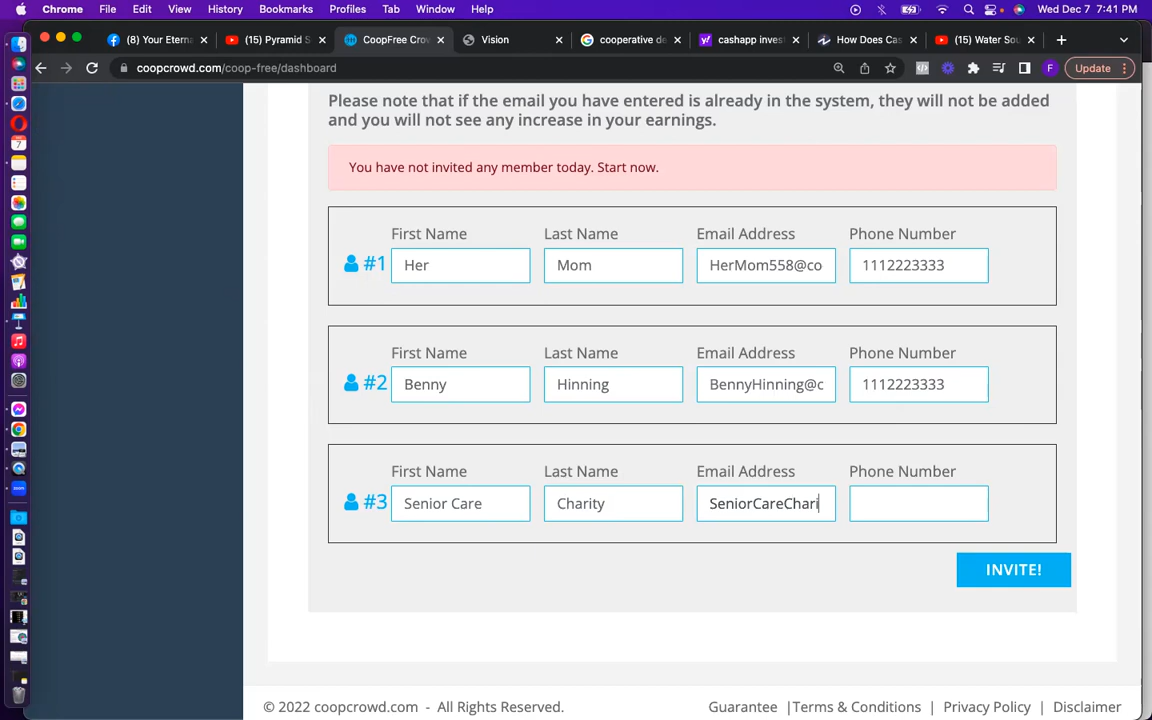 Chrome File Edit View History Bookmarks Profiles Tab Window Help Wed Dec 7 7:41 PM
(8) Your Eterna (15) Pyramid S CoopFree Crow Vision cooperative de cashapp inves How Does Cas (15) Water Sou
coopcrowd.com/coop-free/dashboard F Update
Please note that if the email you have entered is already in the system, they will not be added
and you will not see any increase in your earnings.
You have not invited any member today. Start now.
First Name Last Name Email Address Phone Number
#1 Her Mom HerMom558@co 1112223333
First Name Last Name Email Address Phone Number
#2 Benny Hinning BennyHinning@c 1112223333
First Name Last Name Email Address Phone Number
#3 Senior Care Charity SeniorCareChari
INVITE!
© 2022 coopcrowd.com - All Rights Reserved. Guarantee |Terms & Conditions | Privacy Policy | Disclaimer